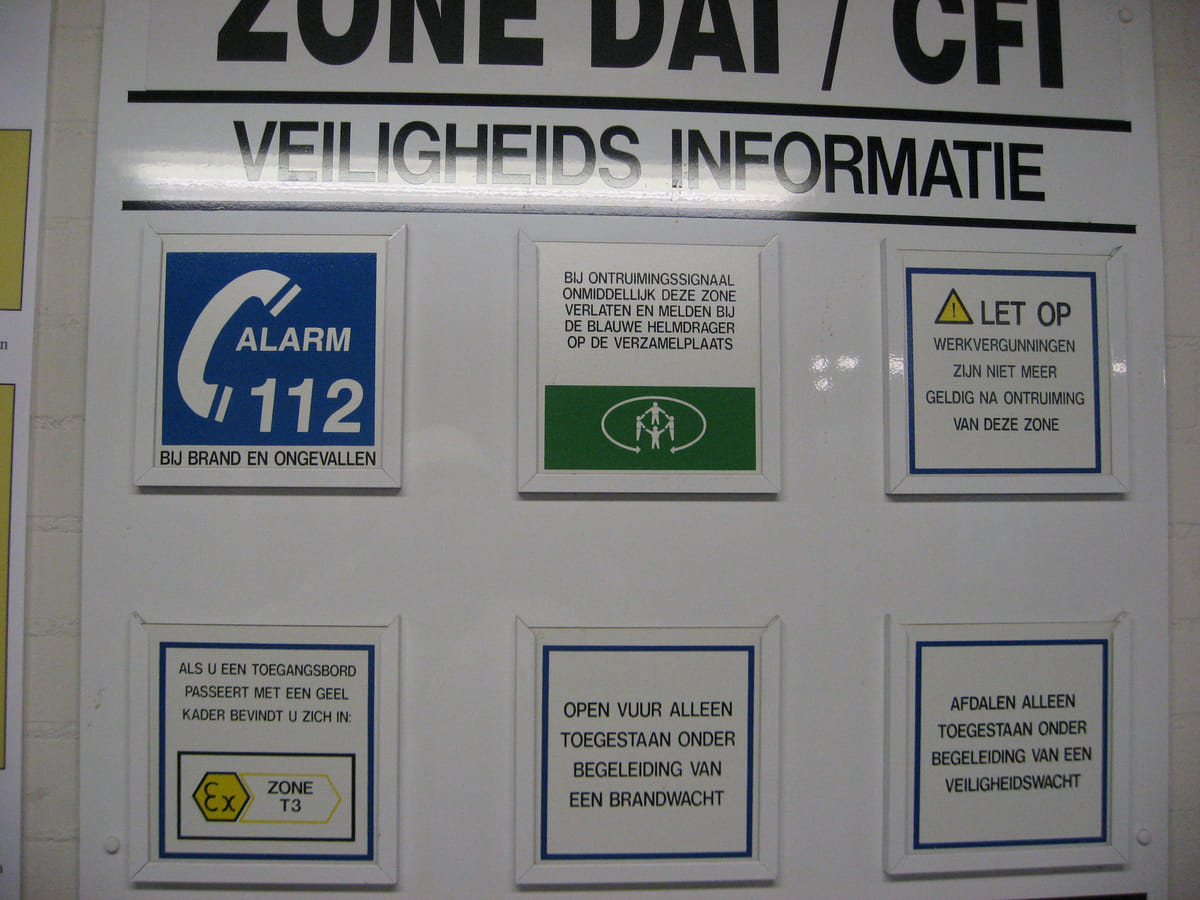 ZONE DAI / CFI
VEILIGHEIDS INFORMATIE
ALARM
112
BIJ BRAND EN ONGEVALLEN
BIJ ONTRUIMINGSSIGNAAL
ONMIDDELLIJK DEZE ZONE
VERLATEN EN MELDEN BIJ
DE BLAUWE HELMDRAGER
OP DE VERZAMELPLAATS
! LET OP
WERKVERGUNNINGEN
ZIJN NIET MEER
GELDIG NA ONTRUIMING
VAN DEZE ZONE
ALS U EEN TOEGANGSBORD
PASSEERT MET EEN GEEL
KADER BEVINDT U ZICH IN:
Ex
ZONE
T3
OPEN VUUR ALLEEN
TOEGESTAAN ONDER
BEGELEIDING VAN
EEN BRANDWACHT
AFDALEN ALLEEN
TOEGESTAAN ONDER
BEGELEIDING VAN EEN
VEILIGHEIDSWACHT